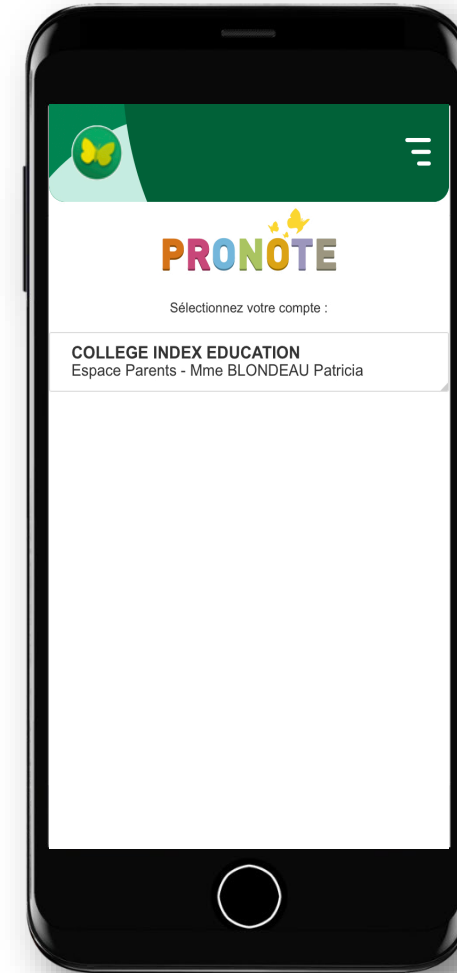 PRONOTE
Sélectionnez votre compte :
COLLEGE INDEX EDUCATION
Espace Parents - Mme BLONDEAU Patricia